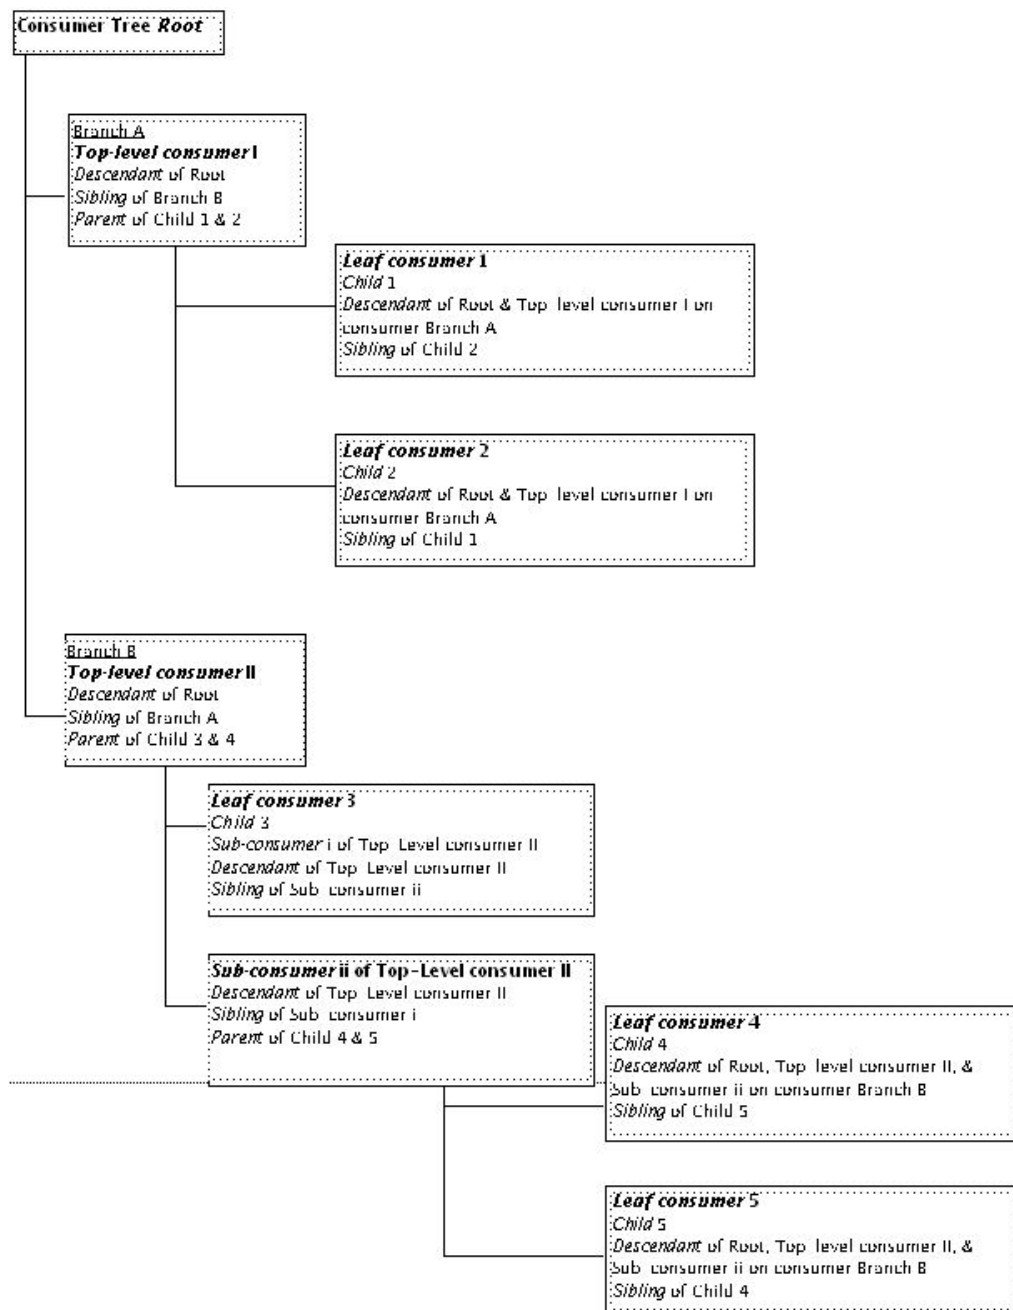 Consumer Tree Root
Branch A
Top-level consumer I
Descendant of Root
Sibling of Branch B
Parent of Child 1 & 2
Leaf consumer 1
Child 1
Descendant of Root & Top level consumer I on
consumer Branch A
Sibling of Child 2
Leaf consumer 2
Child 2
Descendant of Root & Top level consumer I on
consumer Branch A
Sibling of Child 1
Branch B
Top-level consumer II
Descendant of Root
Sibling of Branch A
Parent of Child 3 & 4
Leaf consumer 3
Child 3
Sub-consumer i of Top Level consumer II
Descendant of Top Level consumer II
Sibling of Sub consumer ii
Sub-consumer ii of Top-Level consumer II
Descendant of Top Level consumer II
Sibling of Sub consumer i
Parent of Child 4 & 5
Leaf consumer 4
Child 4
Descendant of Root, Top level consumer II, &
Sub consumer ii on consumer Branch B
Sibling of Child 5
Leaf consumer 5
Child 5
Descendant of Root, Top level consumer II, &
Sub consumer ii on consumer Branch B
Sibling of Child 4